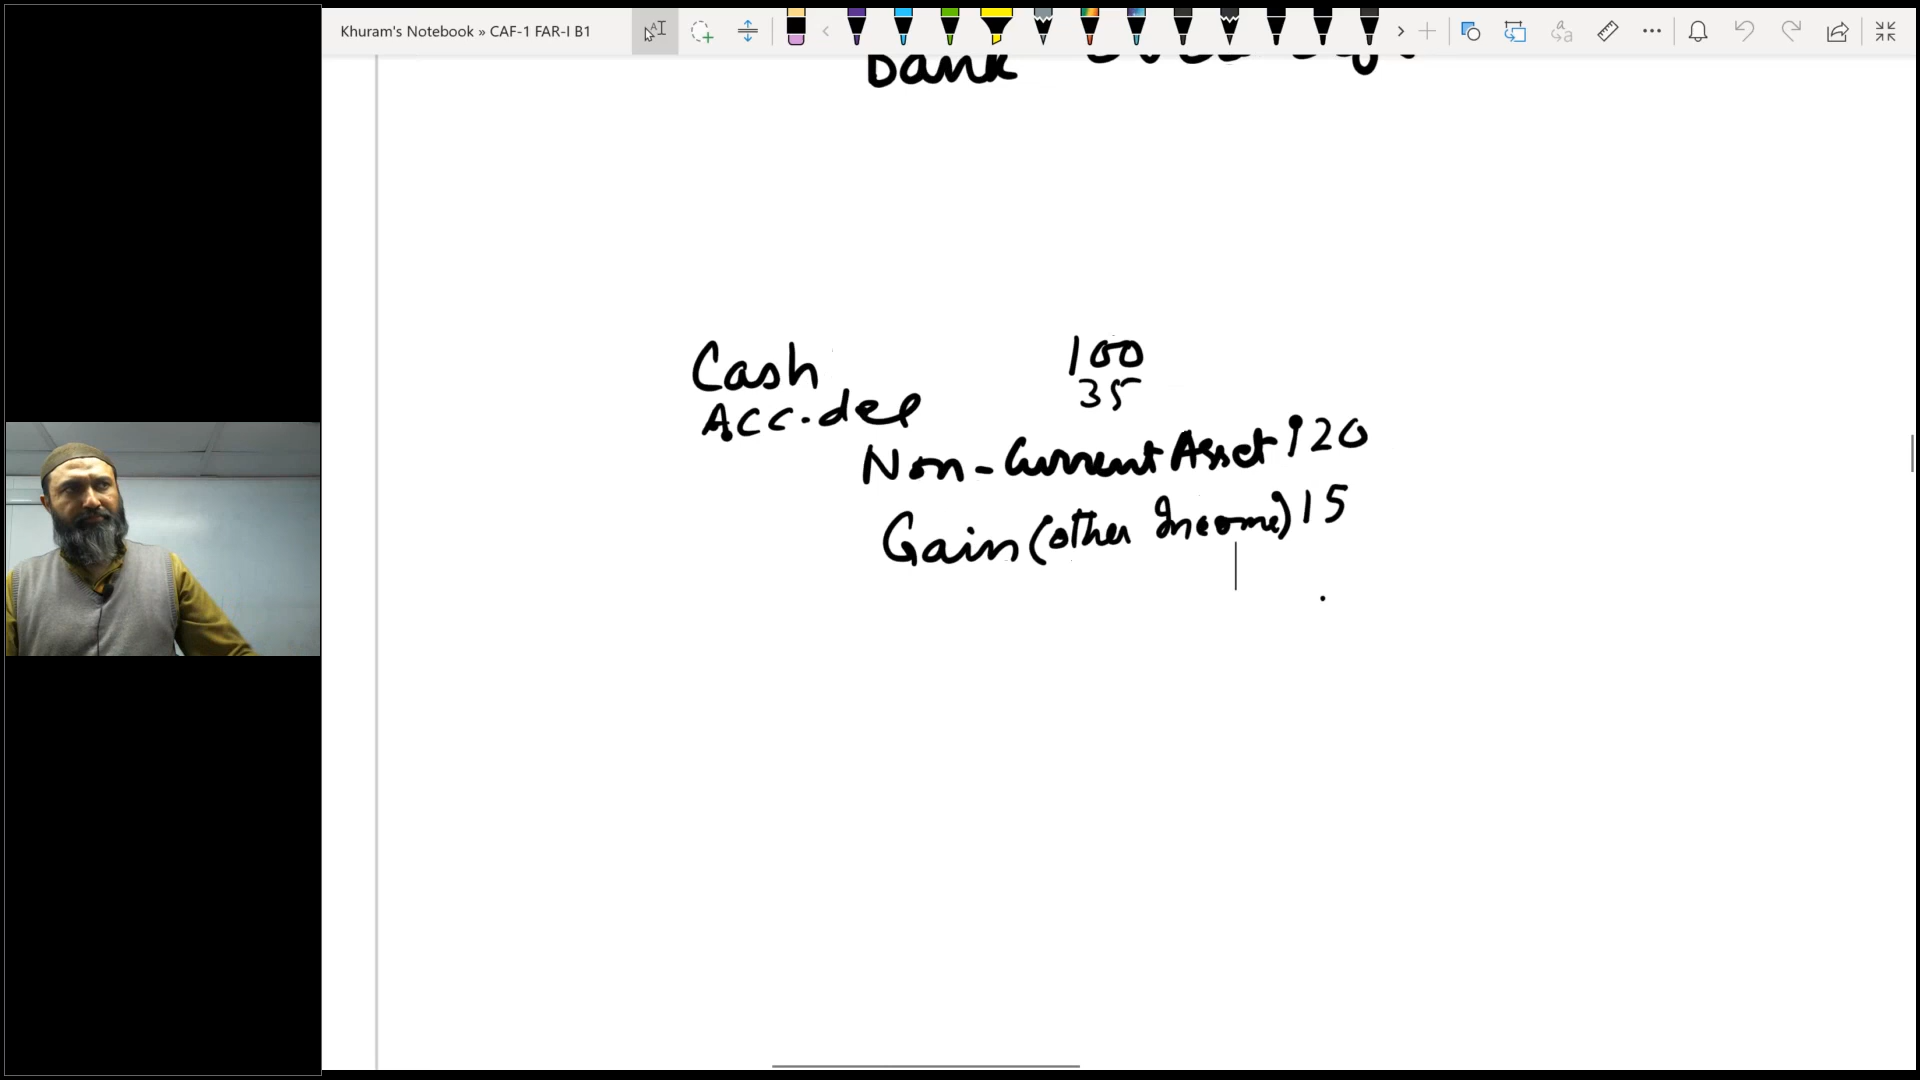 Khuram's Notebook » CAF-1 FAR-I B1
Bank
Cash 100
Acc. dep 35
Non-Current Asset 120
Gain (other Income) 15